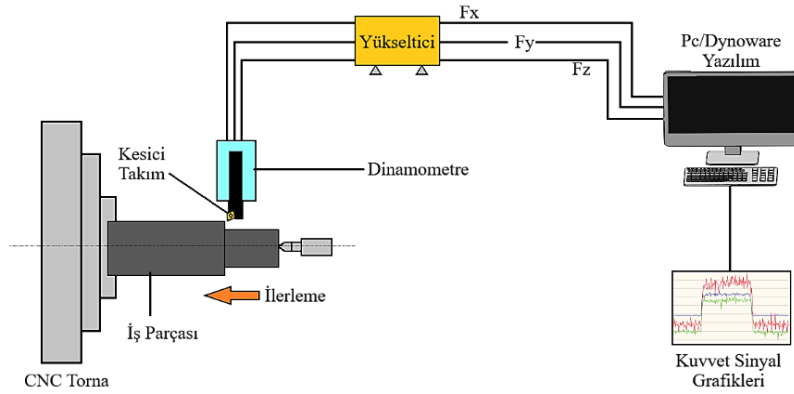 Fx
Yükseltici
Fy
Fz
Pc/Dynoware
Yazılım
Kesici
Takım
Dinamometre
İlerleme
İş Parçası
CNC Torna
Kuvvet Sinyal
Grafikleri